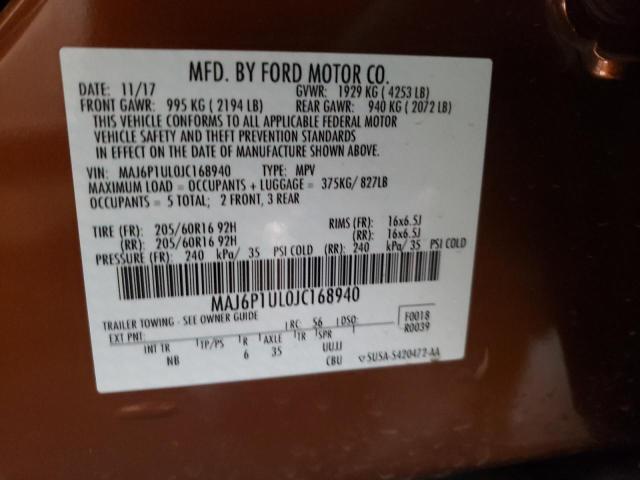 MFD. BY FORD MOTOR CO.
DATE: 11/17 GVWR: 1929 KG ( 4253 LB)
FRONT GAWR: 995 KG ( 2194 LB) REAR GAWR: 940 KG ( 2072 LB)
THIS VEHICLE CONFORMS TO ALL APPLICABLE FEDERAL MOTOR
VEHICLE SAFETY AND THEFT PREVENTION STANDARDS
IN EFFECT ON THE DATE OF MANUFACTURE SHOWN ABOVE.
VIN: MAJ6P1UL0JC168940 TYPE: MPV
MAXIMUM LOAD = OCCUPANTS + LUGGAGE = 375KG/ 827LB
OCCUPANTS = 5 TOTAL; 2 FRONT, 3 REAR
TIRE (FR): 205/60R16 92H RIMS (FR): 16x6.5J
(RR): 205/60R16 92H (RR): 16x6.5J
PRESSURE (FR): 240 kPa/ 35 PSI COLD (RR): 240 kPa/ 35 PSI COLD
MAJ6P1UL0JC168940
TRAILER TOWING - SEE OWNER GUIDE RC: 56 DSO: F0018
EXT PNT: R0039
INT TR TP/PS R AXLE TR SPR UUJJ
NB 6 35 CBU SU5A-5420472-AA